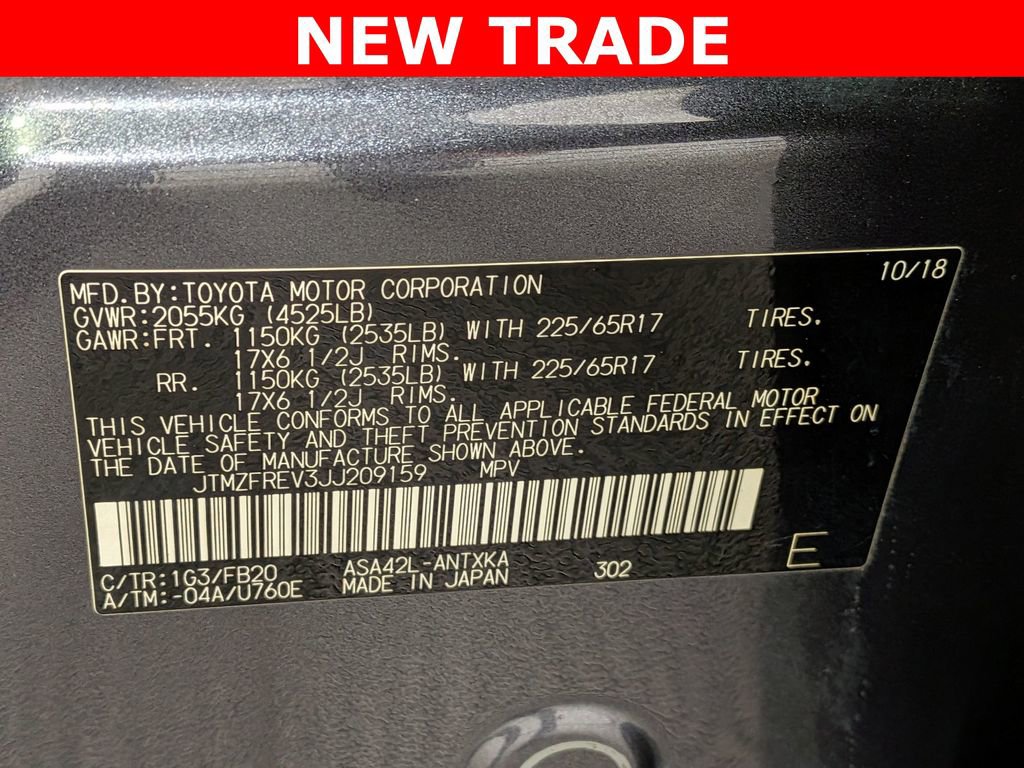 NEW TRADE
10/18
MFD.BY:TOYOTA MOTOR CORPORATION
GVWR:2055KG (4525LB)
GAWR:FRT. 1150KG (2535LB) WITH 225/65R17 TIRES.
17X6 1/2J RIMS.
RR. 1150KG (2535LB) WITH 225/65R17 TIRES.
17X6 1/2J RIMS.
THIS VEHICLE CONFORMS TO ALL APPLICABLE FEDERAL MOTOR
VEHICLE SAFETY AND THEFT PREVENTION STANDARDS IN EFFECT ON
THE DATE OF MANUFACTURE SHOWN ABOVE.
JTMZFREV3JJ209159 MPV
C/TR:1G3/FB20 ASA42L-ANTXKA 302 E
A/TM:-04A/U760E MADE IN JAPAN